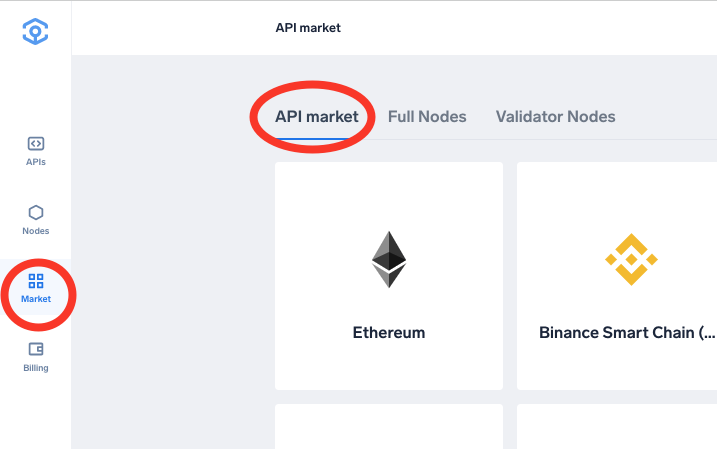 API market
API market Full Nodes Validator Nodes
APIs
Nodes
Market
Billing
Ethereum
Binance Smart Chain (...